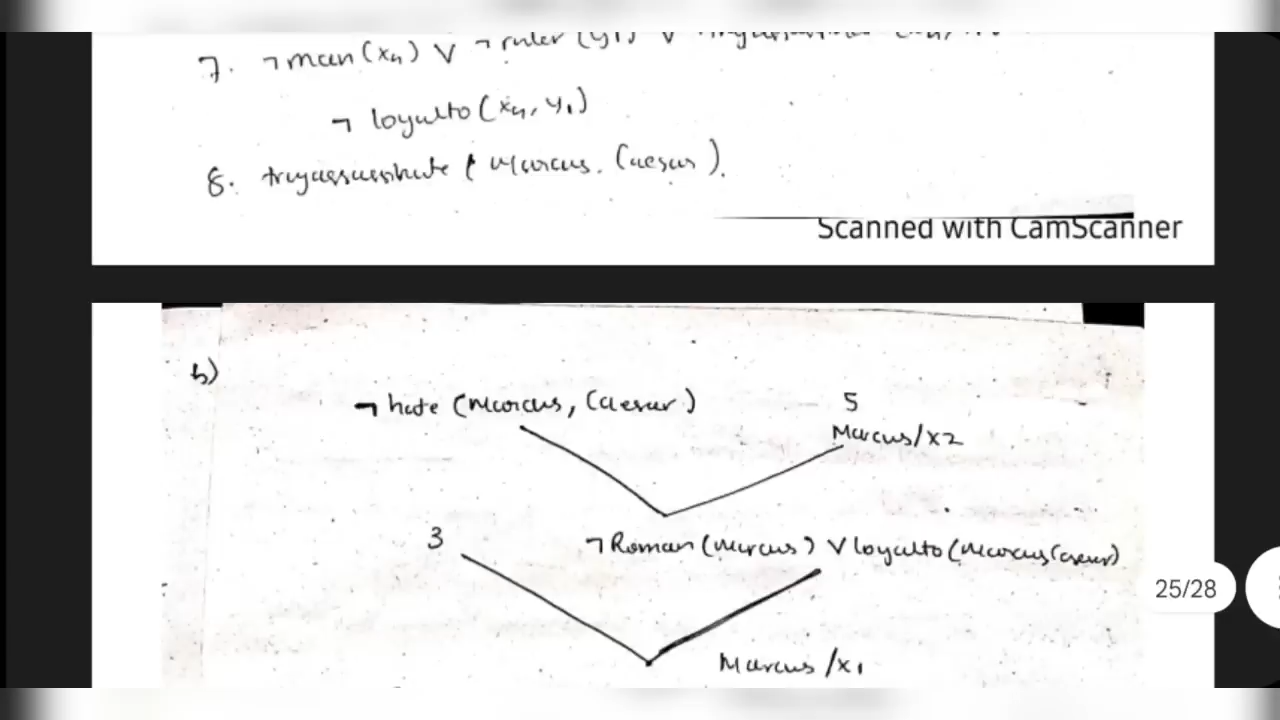 7. ¬man(x4) V ¬ruler(y1) V
¬ loyalto(x4, y1)
8. tryassassinate (Marcus, Caesar).
Scanned with CamScanner
b)
¬ hate (Marcus, Caesar) 5
Marcus/x2
3 ¬Roman(Marcus) V loyalto(Marcus, Caesar)
25/28
Marcus/x1